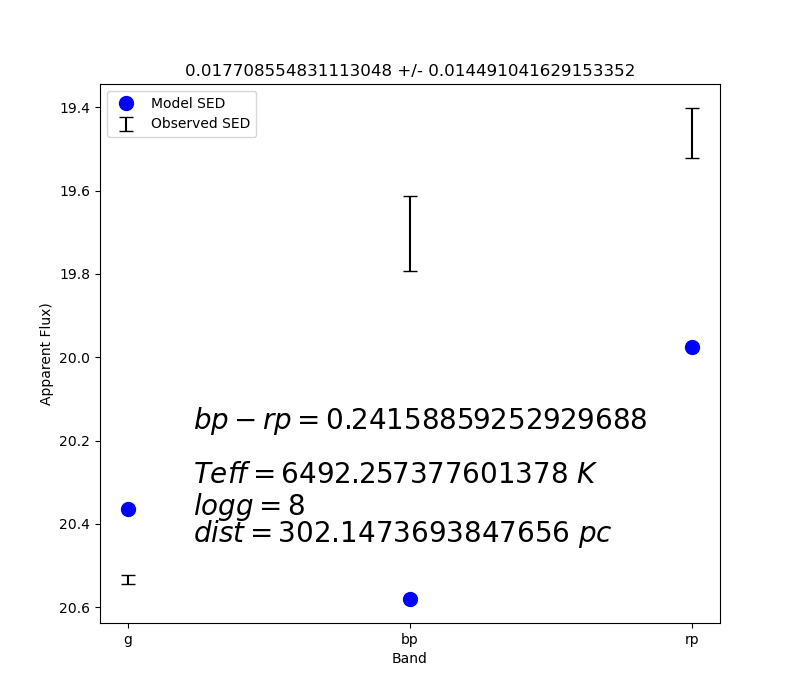 0.017708554831113048 +/- 0.014491041629153352
Model SED
Observed SED
19.4
19.6
19.8
20.0
20.2
20.4
20.6
Apparent Flux)
bp − rp = 0.24158859252929688
Teff = 6492.257377601378 K
logg = 8
dist = 302.1473693847656 pc
g
bp
rp
Band